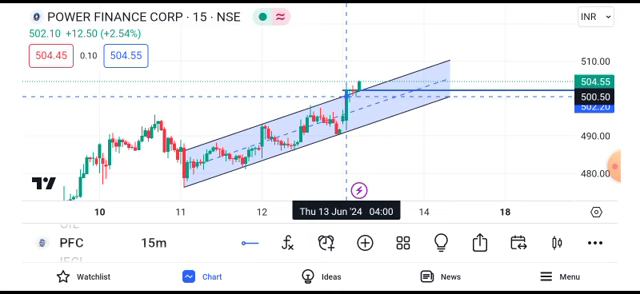 POWER FINANCE CORP · 15 · NSE
INR
502.10 +12.50 (+2.54%)
504.45 0.10 504.55
510.00
504.55
500.50
502.20
490.00
480.00
TV
10 11 12 Thu 13 Jun '24 04:00 14 18
PFC 15m
Watchlist Chart Ideas News Menu